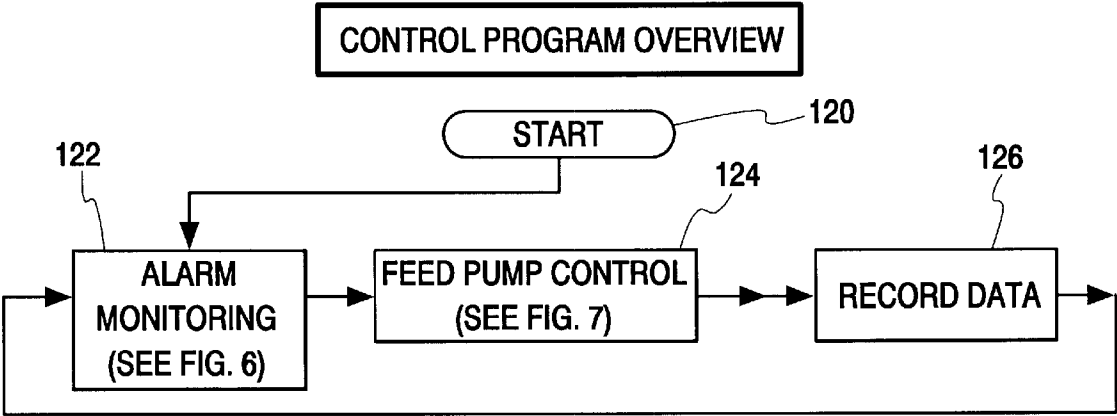 CONTROL PROGRAM OVERVIEW
START
120
122
ALARM
MONITORING
(SEE FIG. 6)
124
FEED PUMP CONTROL
(SEE FIG. 7)
126
RECORD DATA